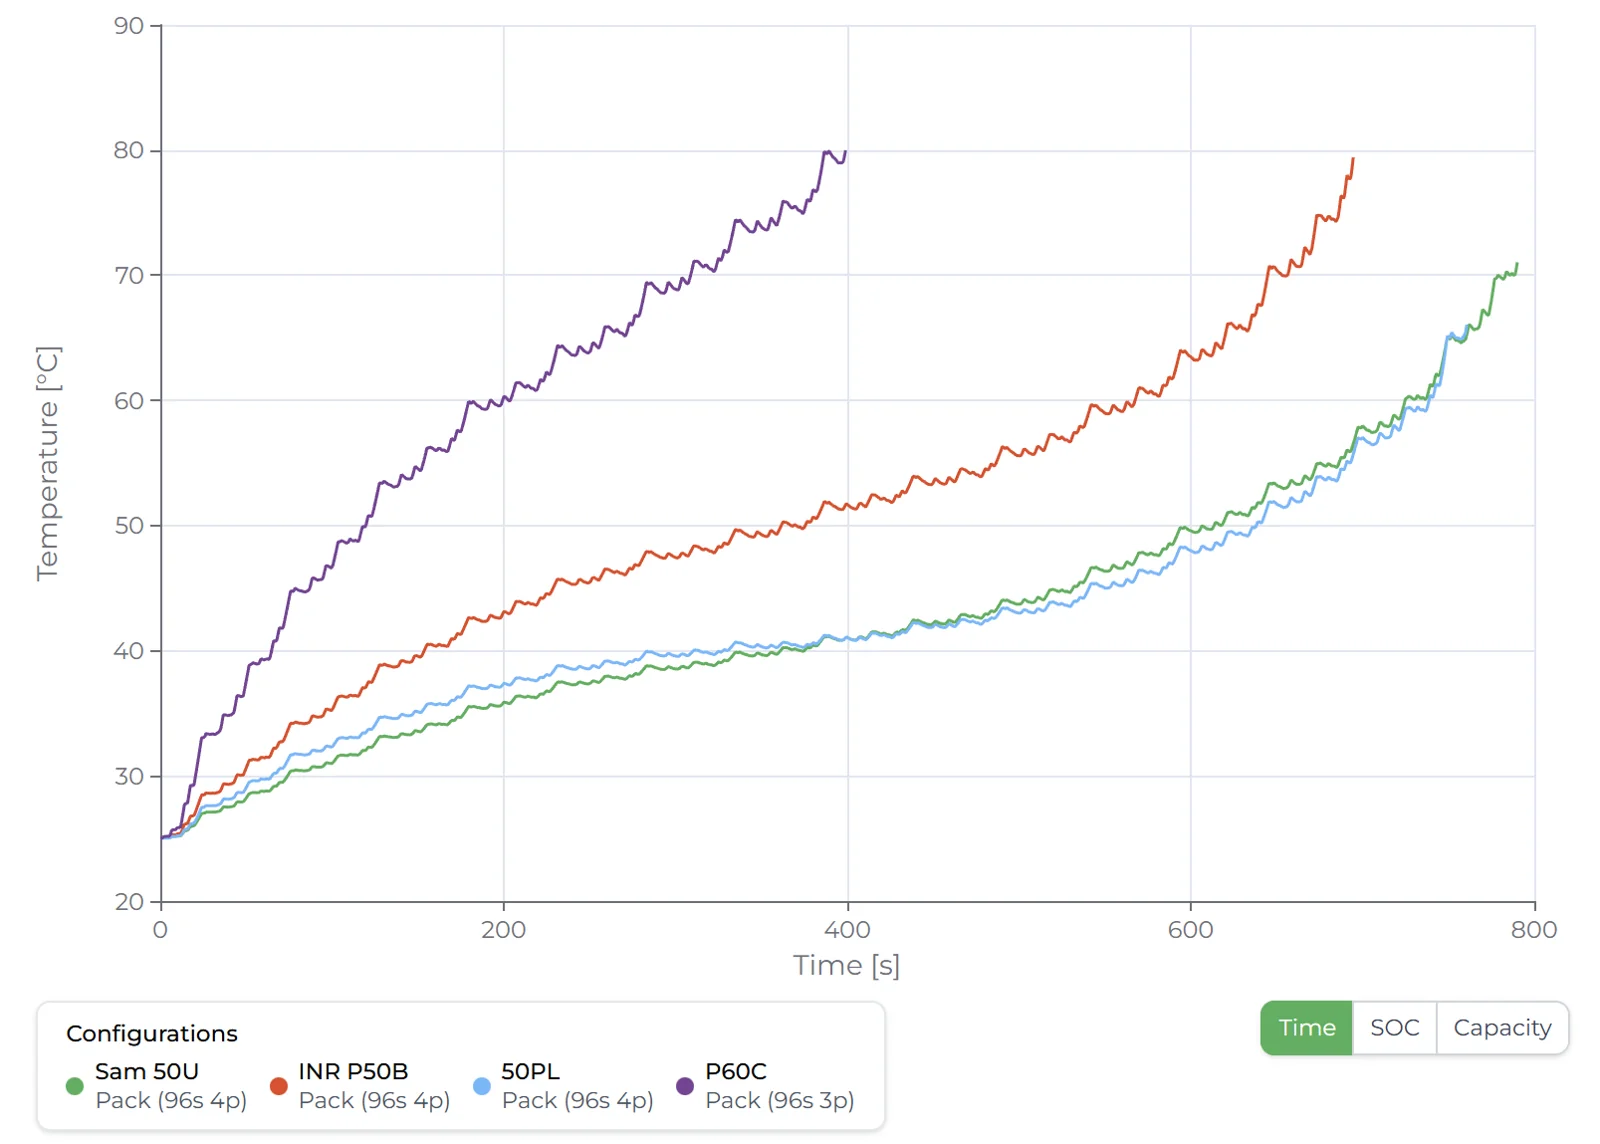 90
80
70
60
50
40
30
20
Temperature [°C]
0 200 400 600 800
Time [s]
Configurations
Sam 50U INR P50B 50PL P60C
Pack (96s 4p) Pack (96s 4p) Pack (96s 4p) Pack (96s 3p)
Time SOC Capacity